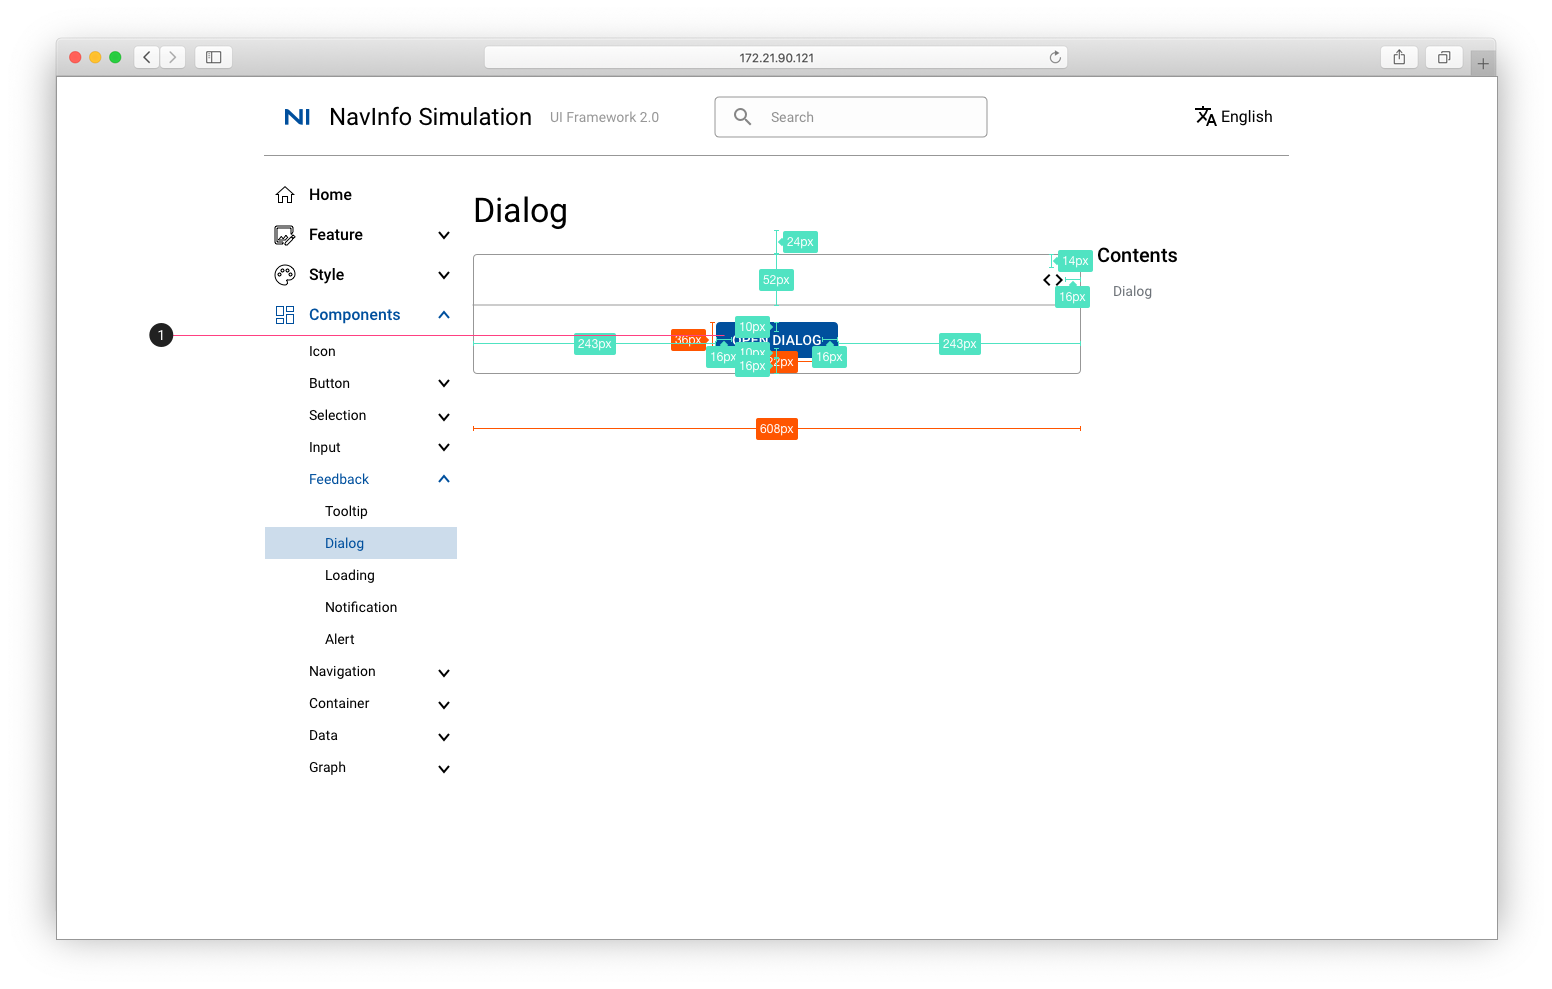 172.21.90.121
NI NavInfo Simulation UI Framework 2.0 Search English
Home
Feature
Style
Components
Icon
Button
Selection
Input
Feedback
Tooltip
Dialog
Loading
Notification
Alert
Navigation
Container
Data
Graph
Dialog
24px
52px
14px
16px
1
243px
36px
10px
OPEN DIALOG
243px
16px
10px
16px
16px
608px
Contents
Dialog